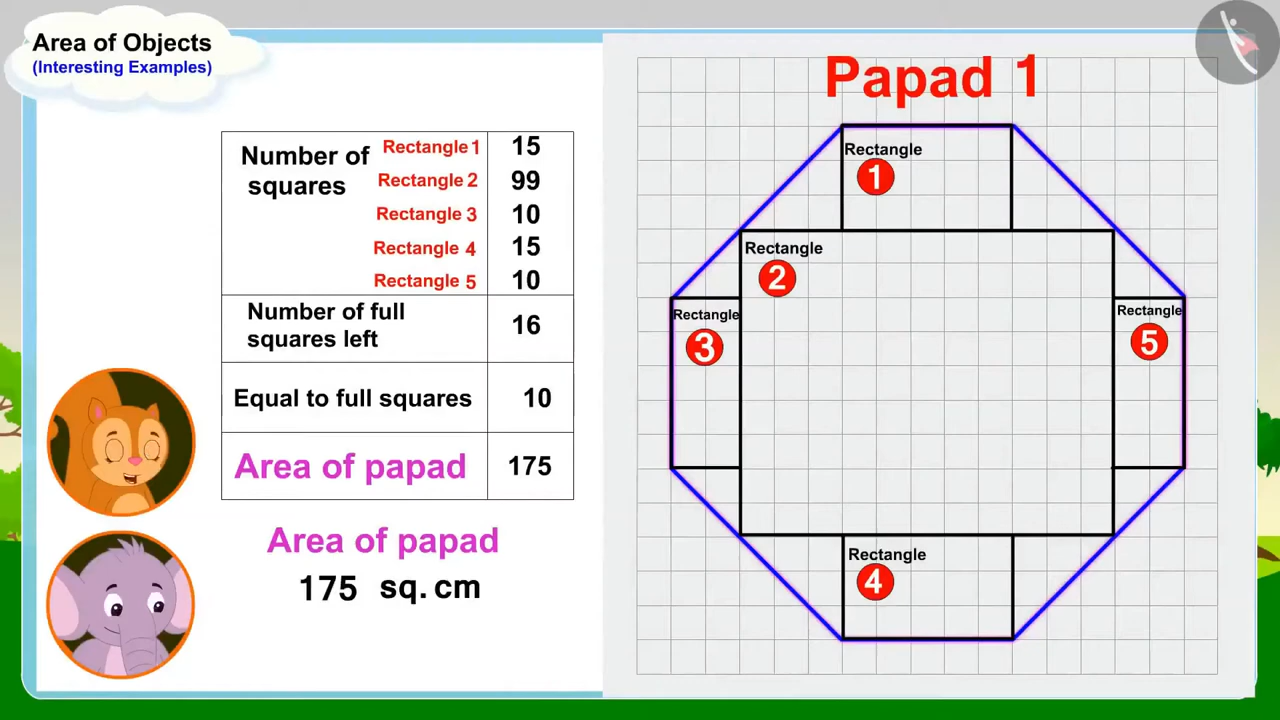 Area of Objects
(Interesting Examples)
Number of squares
Rectangle 1 15
Rectangle 2 99
Rectangle 3 10
Rectangle 4 15
Rectangle 5 10
Number of full squares left 16
Equal to full squares 10
Area of papad 175
Area of papad
175 sq. cm
Papad 1
Rectangle
1
Rectangle
2
Rectangle
3
Rectangle
5
Rectangle
4